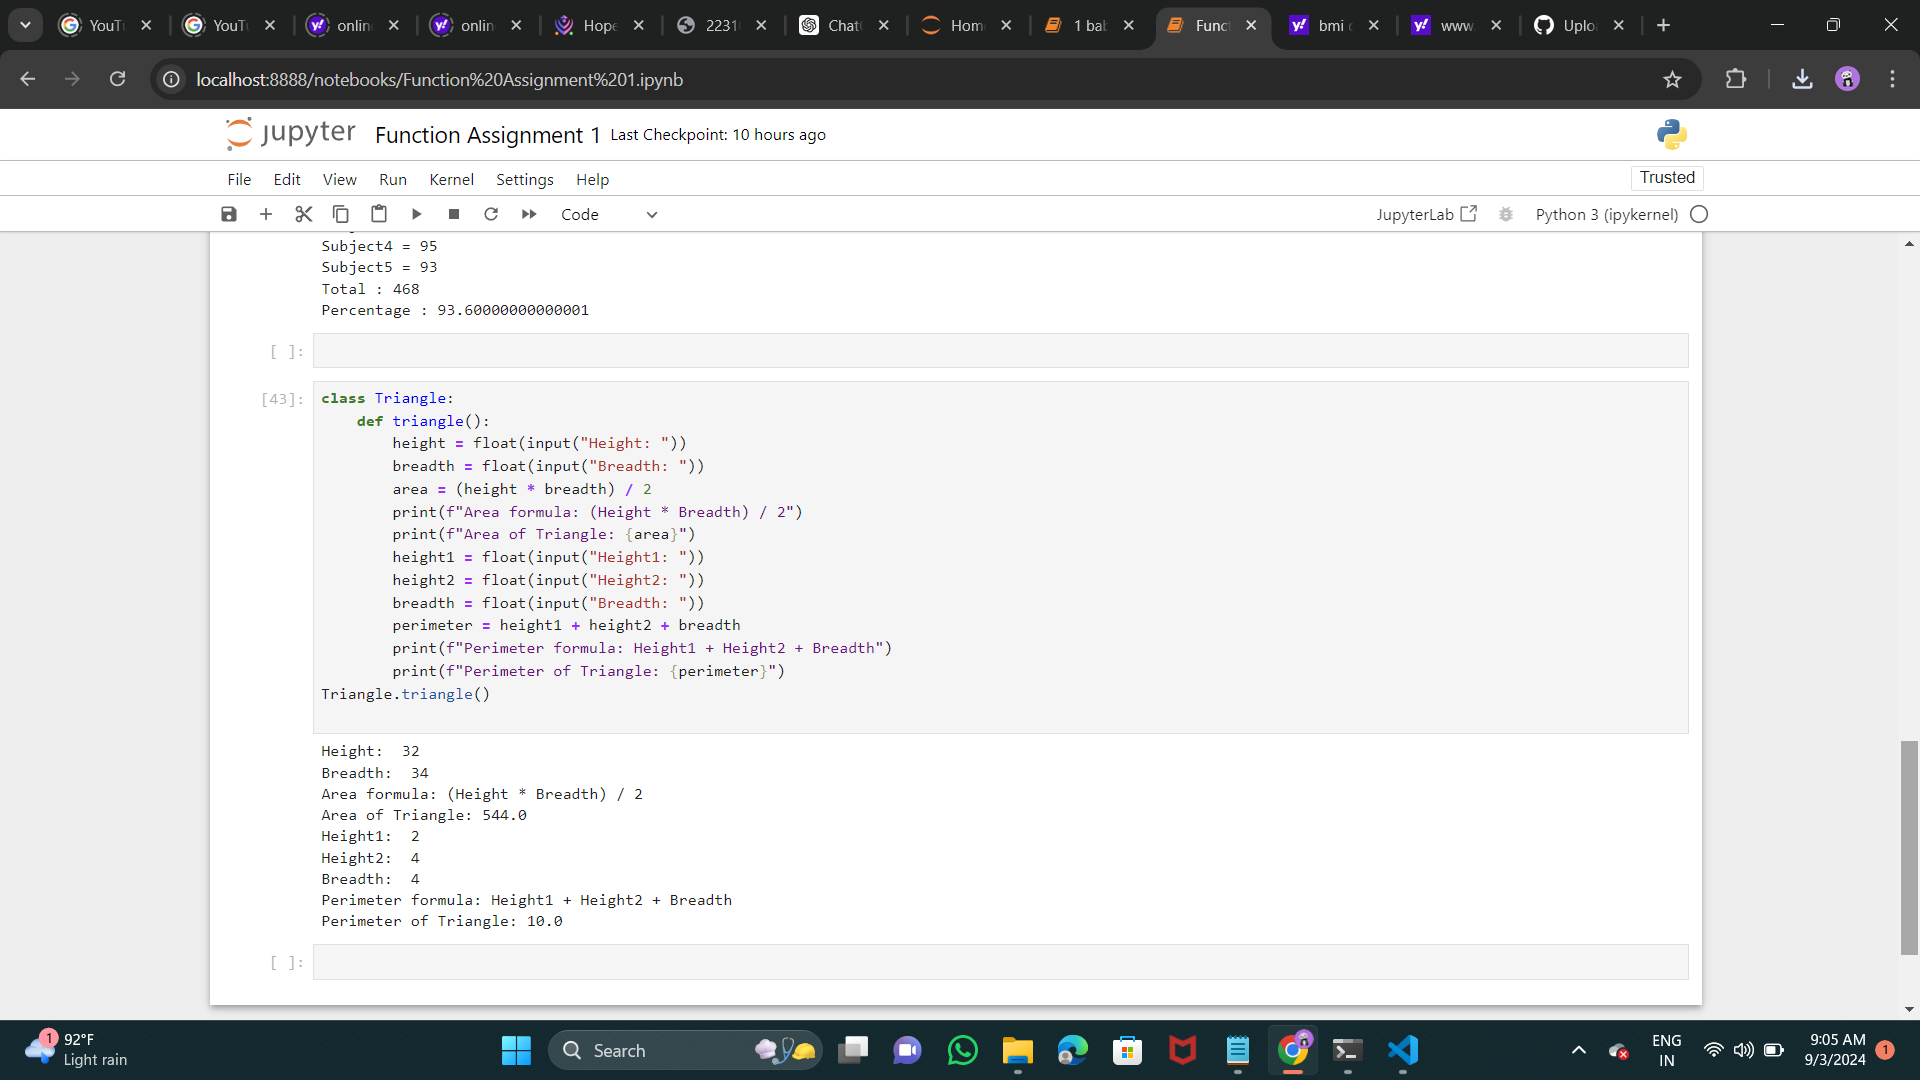 YouTu
YouTu
onlin
onlin
Hope
2231
Chat
Hom
1 bab
Func
bmi c
www.
Uplo
localhost:8888/notebooks/Function%20Assignment%201.ipynb
jupyter Function Assignment 1 Last Checkpoint: 10 hours ago
File Edit View Run Kernel Settings Help
Trusted
Code
JupyterLab
Python 3 (ipykernel)
Subject4 = 95
Subject5 = 93
Total : 468
Percentage : 93.60000000000001
[ ]:
[43]:
class Triangle:
    def triangle():
        height = float(input("Height: "))
        breadth = float(input("Breadth: "))
        area = (height * breadth) / 2
        print(f"Area formula: (Height * Breadth) / 2")
        print(f"Area of Triangle: {area}")
        height1 = float(input("Height1: "))
        height2 = float(input("Height2: "))
        breadth = float(input("Breadth: "))
        perimeter = height1 + height2 + breadth
        print(f"Perimeter formula: Height1 + Height2 + Breadth")
        print(f"Perimeter of Triangle: {perimeter}")
Triangle.triangle()
Height:  32
Breadth:  34
Area formula: (Height * Breadth) / 2
Area of Triangle: 544.0
Height1:  2
Height2:  4
Breadth:  4
Perimeter formula: Height1 + Height2 + Breadth
Perimeter of Triangle: 10.0
[ ]:
1
92°F
Light rain
Search
ENG
IN
9:05 AM
9/3/2024
1